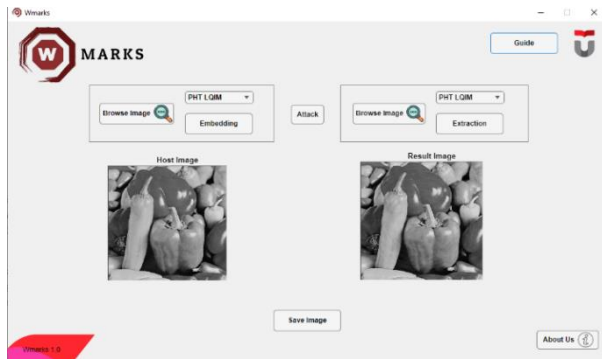 Wmarks
W MARKS
Guide
PHT LQIM
Browse Image
Embedding
Attack
PHT LQIM
Browse Image
Extraction
Host Image
Result Image
Save Image
About Us
Wmarks 1.0